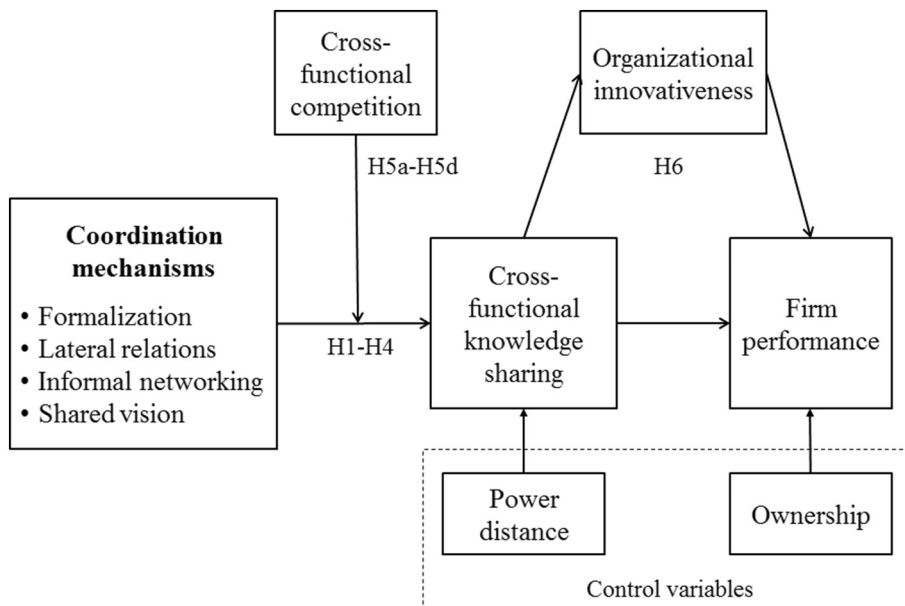 Cross-
functional
competition
Organizational
innovativeness
H5a-H5d
H6
Coordination
mechanisms
• Formalization
• Lateral relations
• Informal networking
• Shared vision
H1-H4
Cross-
functional
knowledge
sharing
Firm
performance
Power
distance
Ownership
Control variables